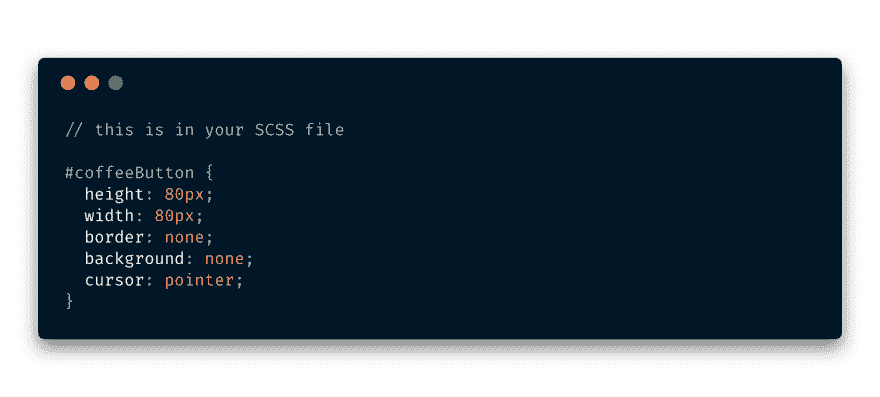 // this is in your SCSS file
#coffeeButton {
height: 80px;
width: 80px;
border: none;
background: none;
cursor: pointer;
}